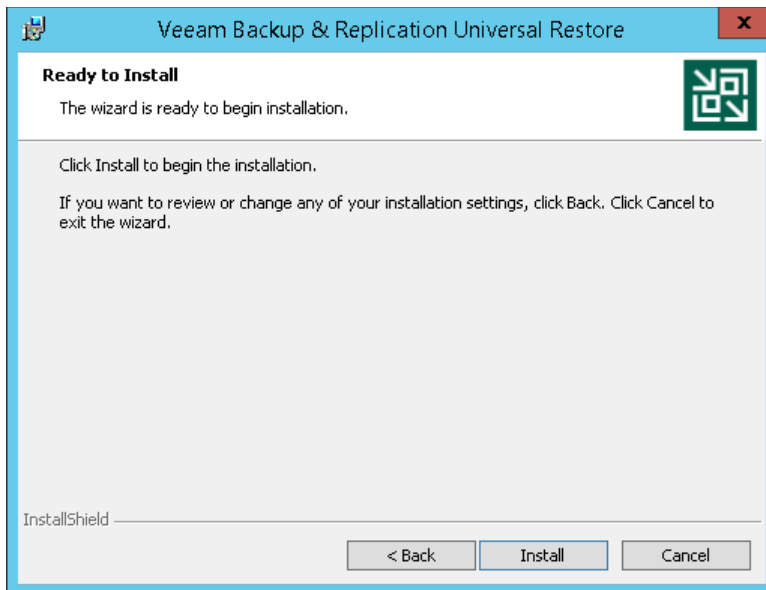 Veeam Backup & Replication Universal Restore
x
Ready to Install
The wizard is ready to begin installation.
Click Install to begin the installation.
If you want to review or change any of your installation settings, click Back. Click Cancel to
exit the wizard.
InstallShield
< Back
Install
Cancel